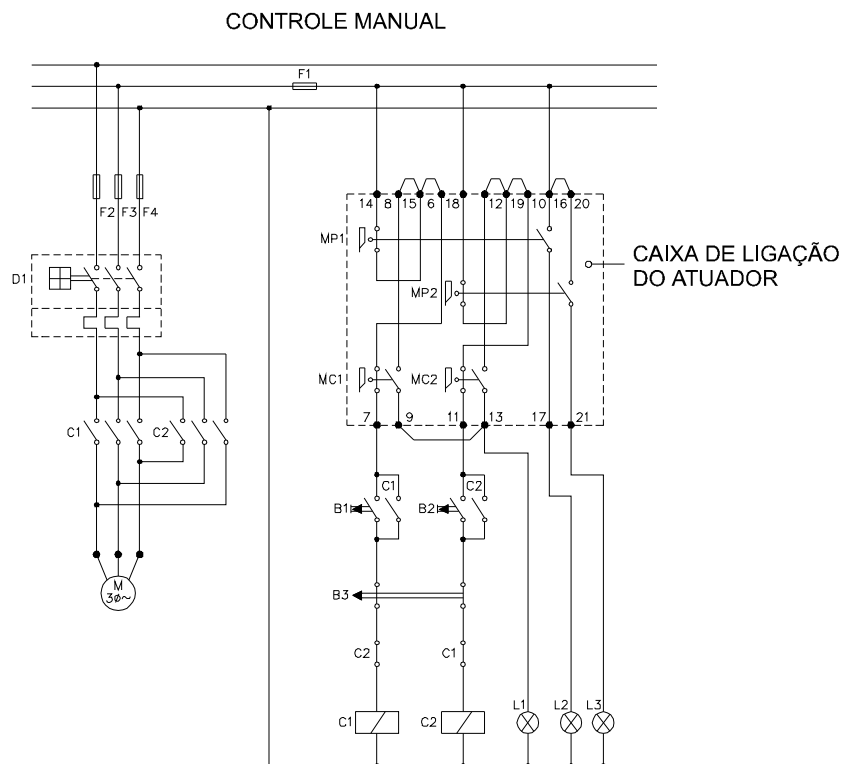 CONTROLE MANUAL
F1
F2 F3 F4
14 8 15 6 18 12 19 10 16 20
MP1
CAIXA DE LIGAÇÃO
DO ATUADOR
D1
MP2
MC1 MC2
7 9 11 13 17 21
C1 C2
C1 C2
B1 B2
M
3ø~
B3
C2 C1
L1 L2 L3
C1 C2